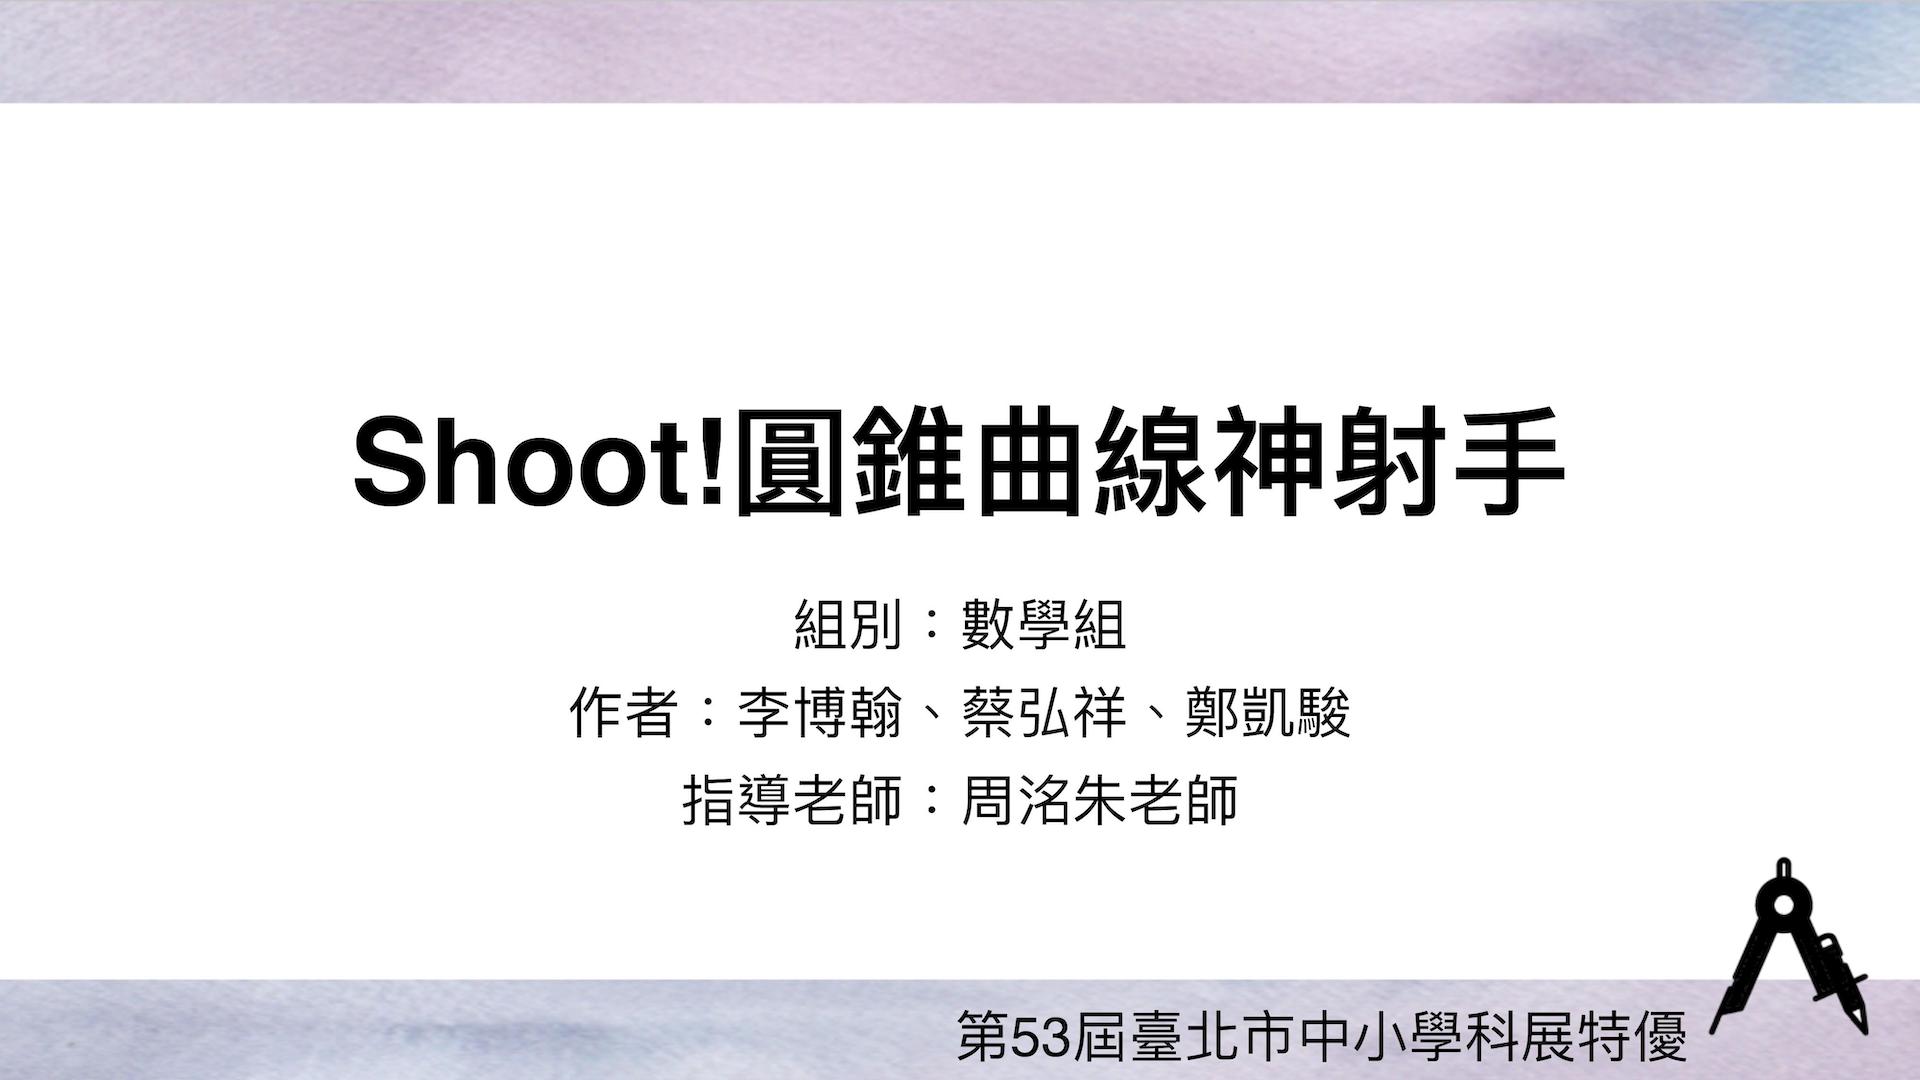 Shoot!圓錐曲線神射手
組別：數學組
作者：李博翰、蔡弘祥、鄭凱駿
指導老師：周洺朱老師
第53屆臺北市中小學科展特優